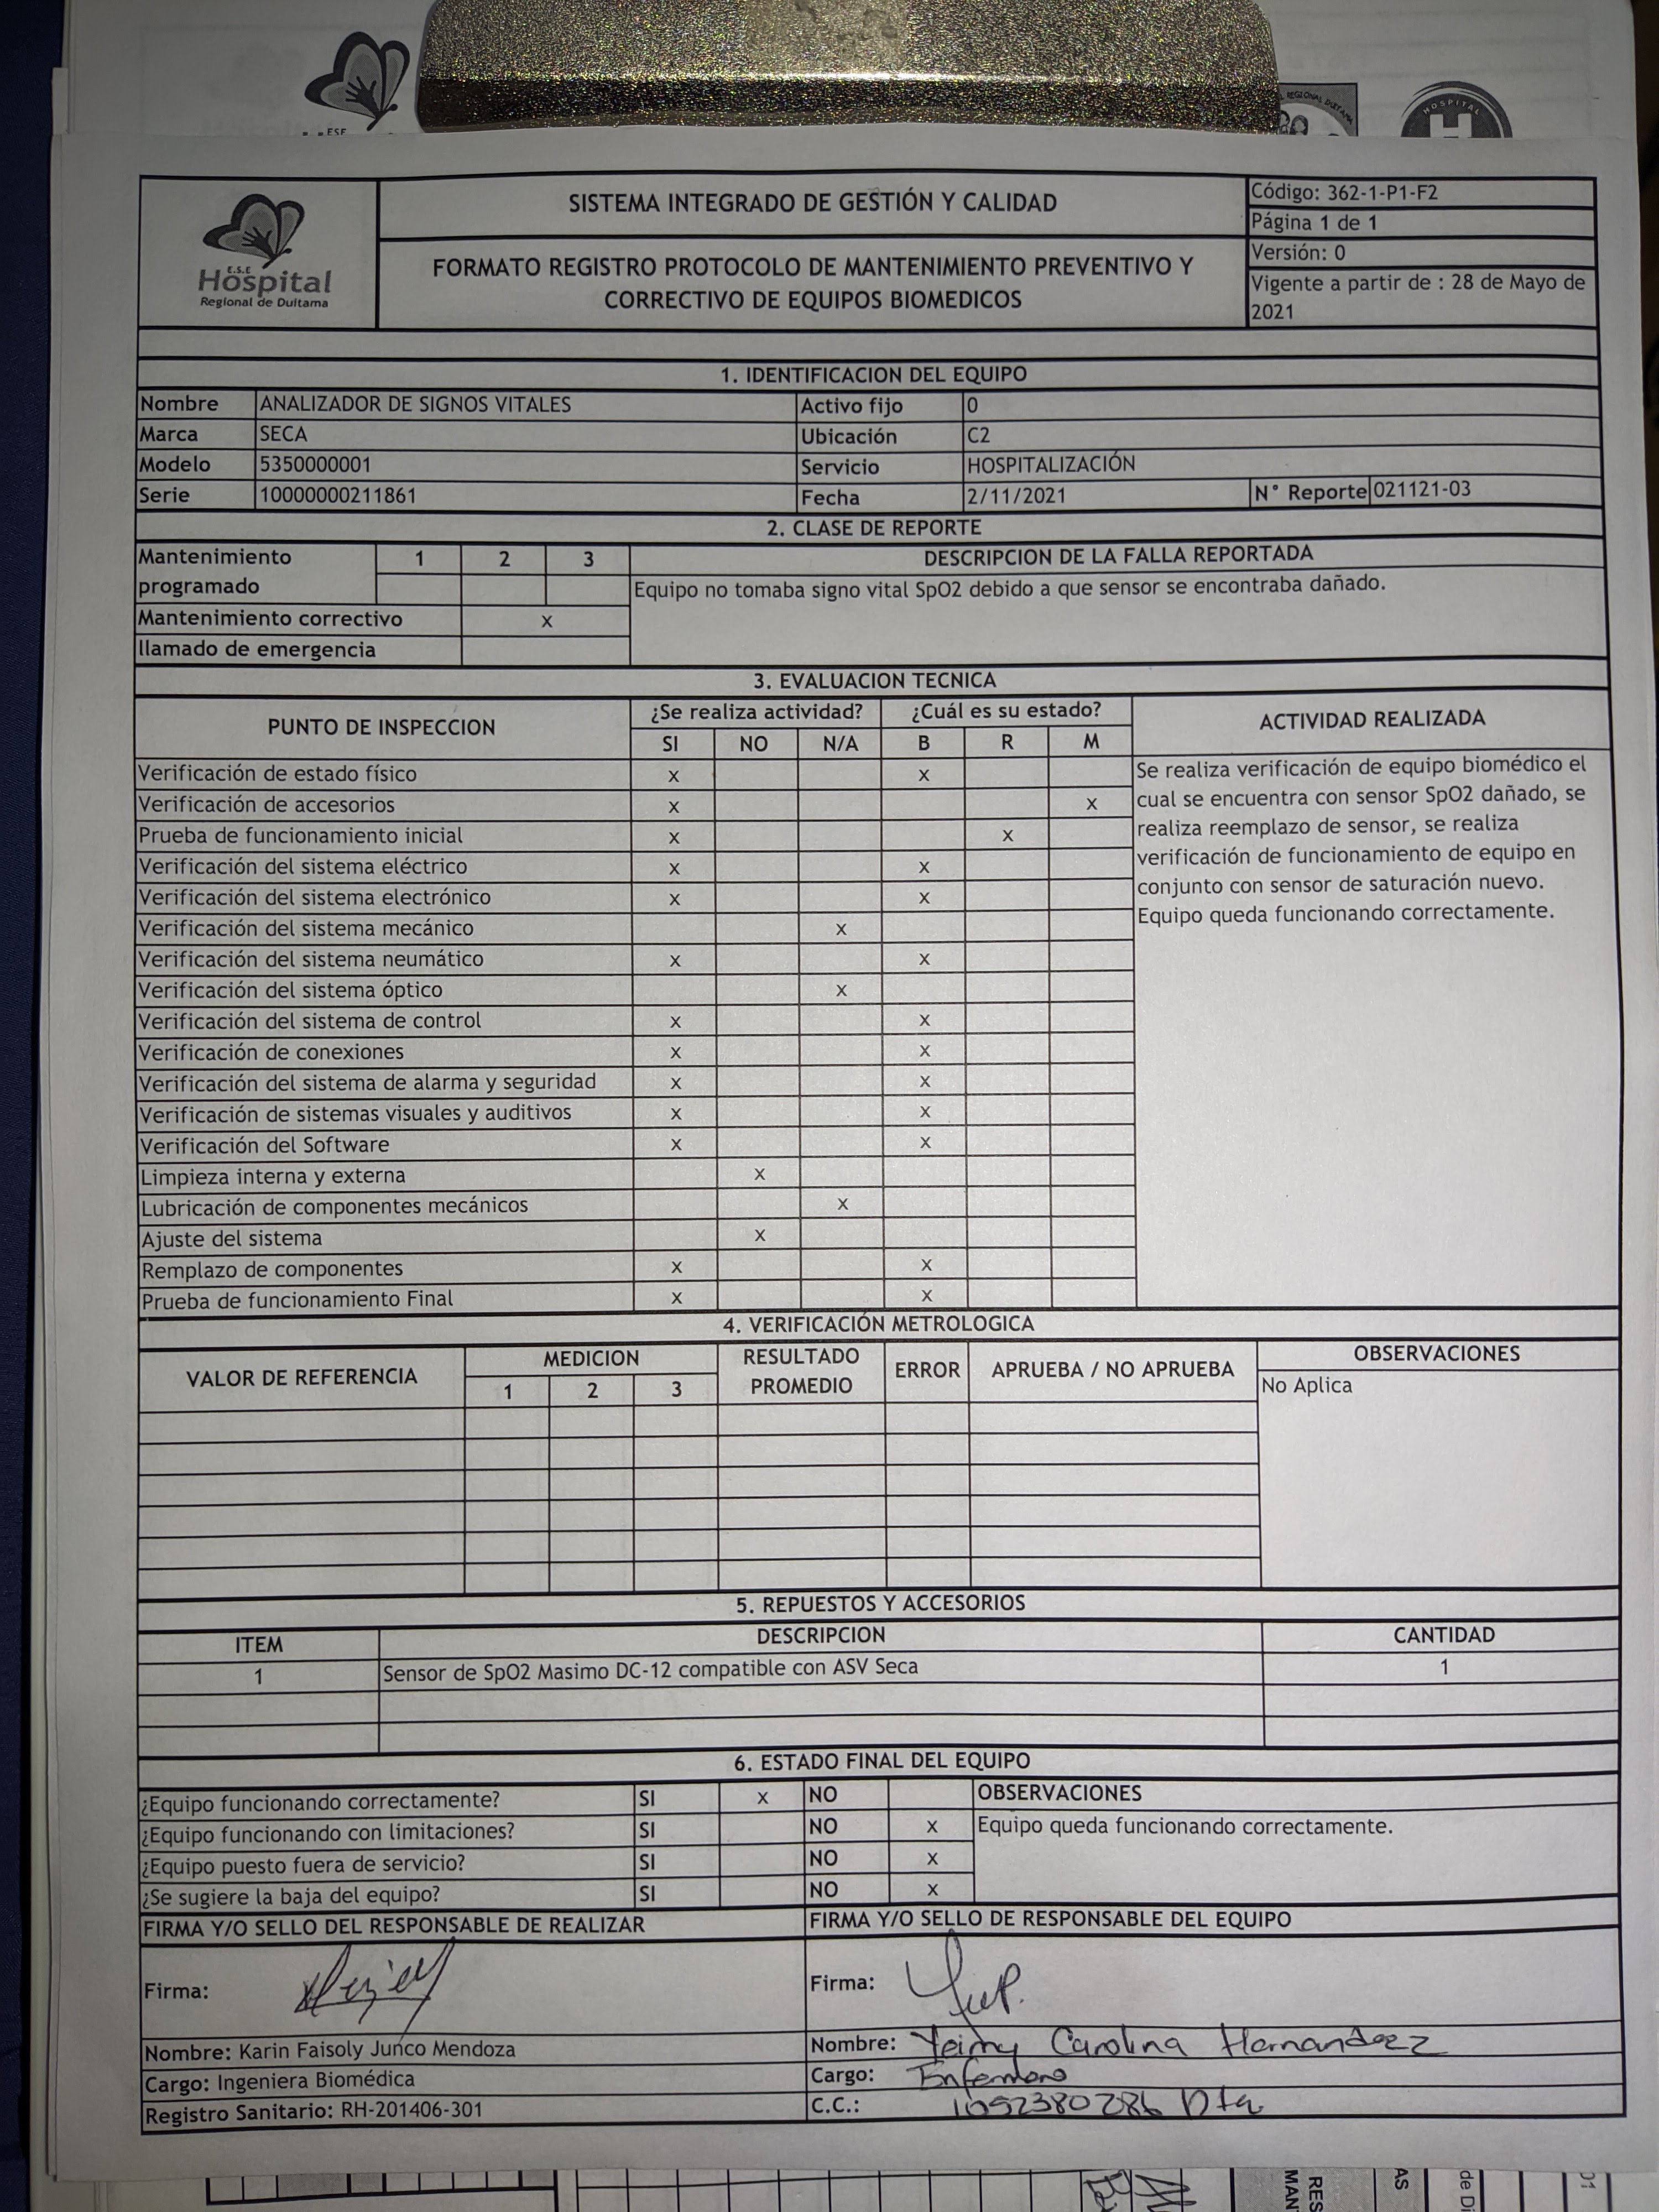 ESE
REGIONAL DUITAMA
HOSPITAL
H
E.S.E
Hospital
Regional de Duitama
SISTEMA INTEGRADO DE GESTIÓN Y CALIDAD
FORMATO REGISTRO PROTOCOLO DE MANTENIMIENTO PREVENTIVO Y
CORRECTIVO DE EQUIPOS BIOMEDICOS
Código: 362-1-P1-F2
Página 1 de 1
Versión: 0
Vigente a partir de : 28 de Mayo de
2021
1. IDENTIFICACION DEL EQUIPO
Nombre ANALIZADOR DE SIGNOS VITALES Activo fijo 0
Marca SECA Ubicación C2
Modelo 5350000001 Servicio HOSPITALIZACIÓN
Serie 10000000211861 Fecha 2/11/2021 N° Reporte 021121-03
2. CLASE DE REPORTE
Mantenimiento
programado
1 2 3
Mantenimiento correctivo x
llamado de emergencia
DESCRIPCION DE LA FALLA REPORTADA
Equipo no tomaba signo vital SpO2 debido a que sensor se encontraba dañado.
3. EVALUACION TECNICA
PUNTO DE INSPECCION ¿Se realiza actividad? ¿Cuál es su estado? ACTIVIDAD REALIZADA
SI NO N/A B R M
Verificación de estado físico x x
Verificación de accesorios x x
Prueba de funcionamiento inicial x x
Verificación del sistema eléctrico x x
Verificación del sistema electrónico x x
Verificación del sistema mecánico x
Verificación del sistema neumático x x
Verificación del sistema óptico x
Verificación del sistema de control x x
Verificación de conexiones x x
Verificación del sistema de alarma y seguridad x x
Verificación de sistemas visuales y auditivos x x
Verificación del Software x x
Limpieza interna y externa x
Lubricación de componentes mecánicos x
Ajuste del sistema x
Remplazo de componentes x x
Prueba de funcionamiento Final x x
Se realiza verificación de equipo biomédico el
cual se encuentra con sensor SpO2 dañado, se
realiza reemplazo de sensor, se realiza
verificación de funcionamiento de equipo en
conjunto con sensor de saturación nuevo.
Equipo queda funcionando correctamente.
4. VERIFICACIÓN METROLOGICA
VALOR DE REFERENCIA MEDICION RESULTADO
PROMEDIO ERROR APRUEBA / NO APRUEBA OBSERVACIONES
1 2 3
No Aplica
5. REPUESTOS Y ACCESORIOS
ITEM DESCRIPCION CANTIDAD
1 Sensor de SpO2 Masimo DC-12 compatible con ASV Seca 1
6. ESTADO FINAL DEL EQUIPO
¿Equipo funcionando correctamente? SI x NO OBSERVACIONES
¿Equipo funcionando con limitaciones? SI NO x Equipo queda funcionando correctamente.
¿Equipo puesto fuera de servicio? SI NO x
¿Se sugiere la baja del equipo? SI NO x
FIRMA Y/O SELLO DEL RESPONSABLE DE REALIZAR FIRMA Y/O SELLO DE RESPONSABLE DEL EQUIPO
Firma: Firma:
Nombre: Karin Faisoly Junco Mendoza Nombre: Yeimy Carolina Hernandez
Cargo: Ingeniera Biomédica Cargo:
Registro Sanitario: RH-201406-301 C.C.: 1052380286 Dta
RES
MAN
AS
de Di
01